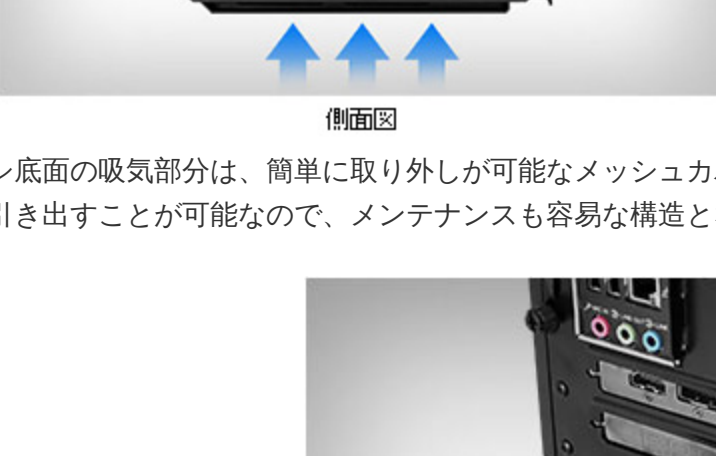 側面図
底面の吸気部分は、簡単に取り外しが可能なメッシュカ
引き出すことが可能なので、メンテナンスも容易な構造と